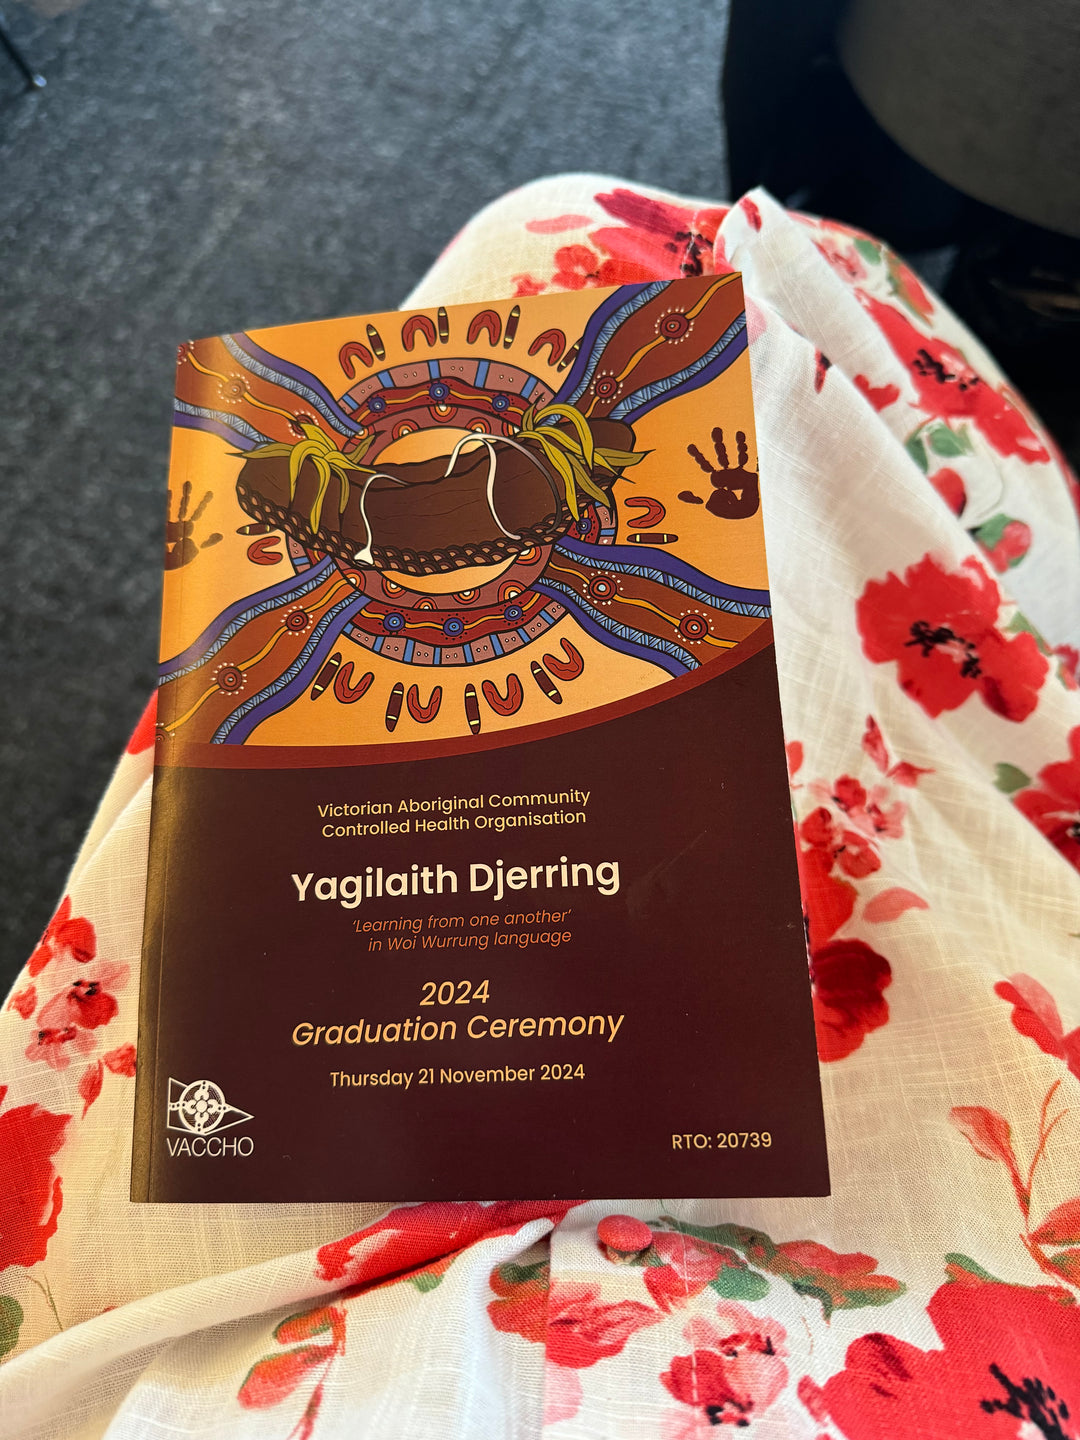 Victorian Aboriginal Community
Controlled Health Organisation
Yagilaith Djerring
‘Learning from one another’
in Woi Wurrung language
2024
Graduation Ceremony
Thursday 21 November 2024
VACCHO
RTO: 20739